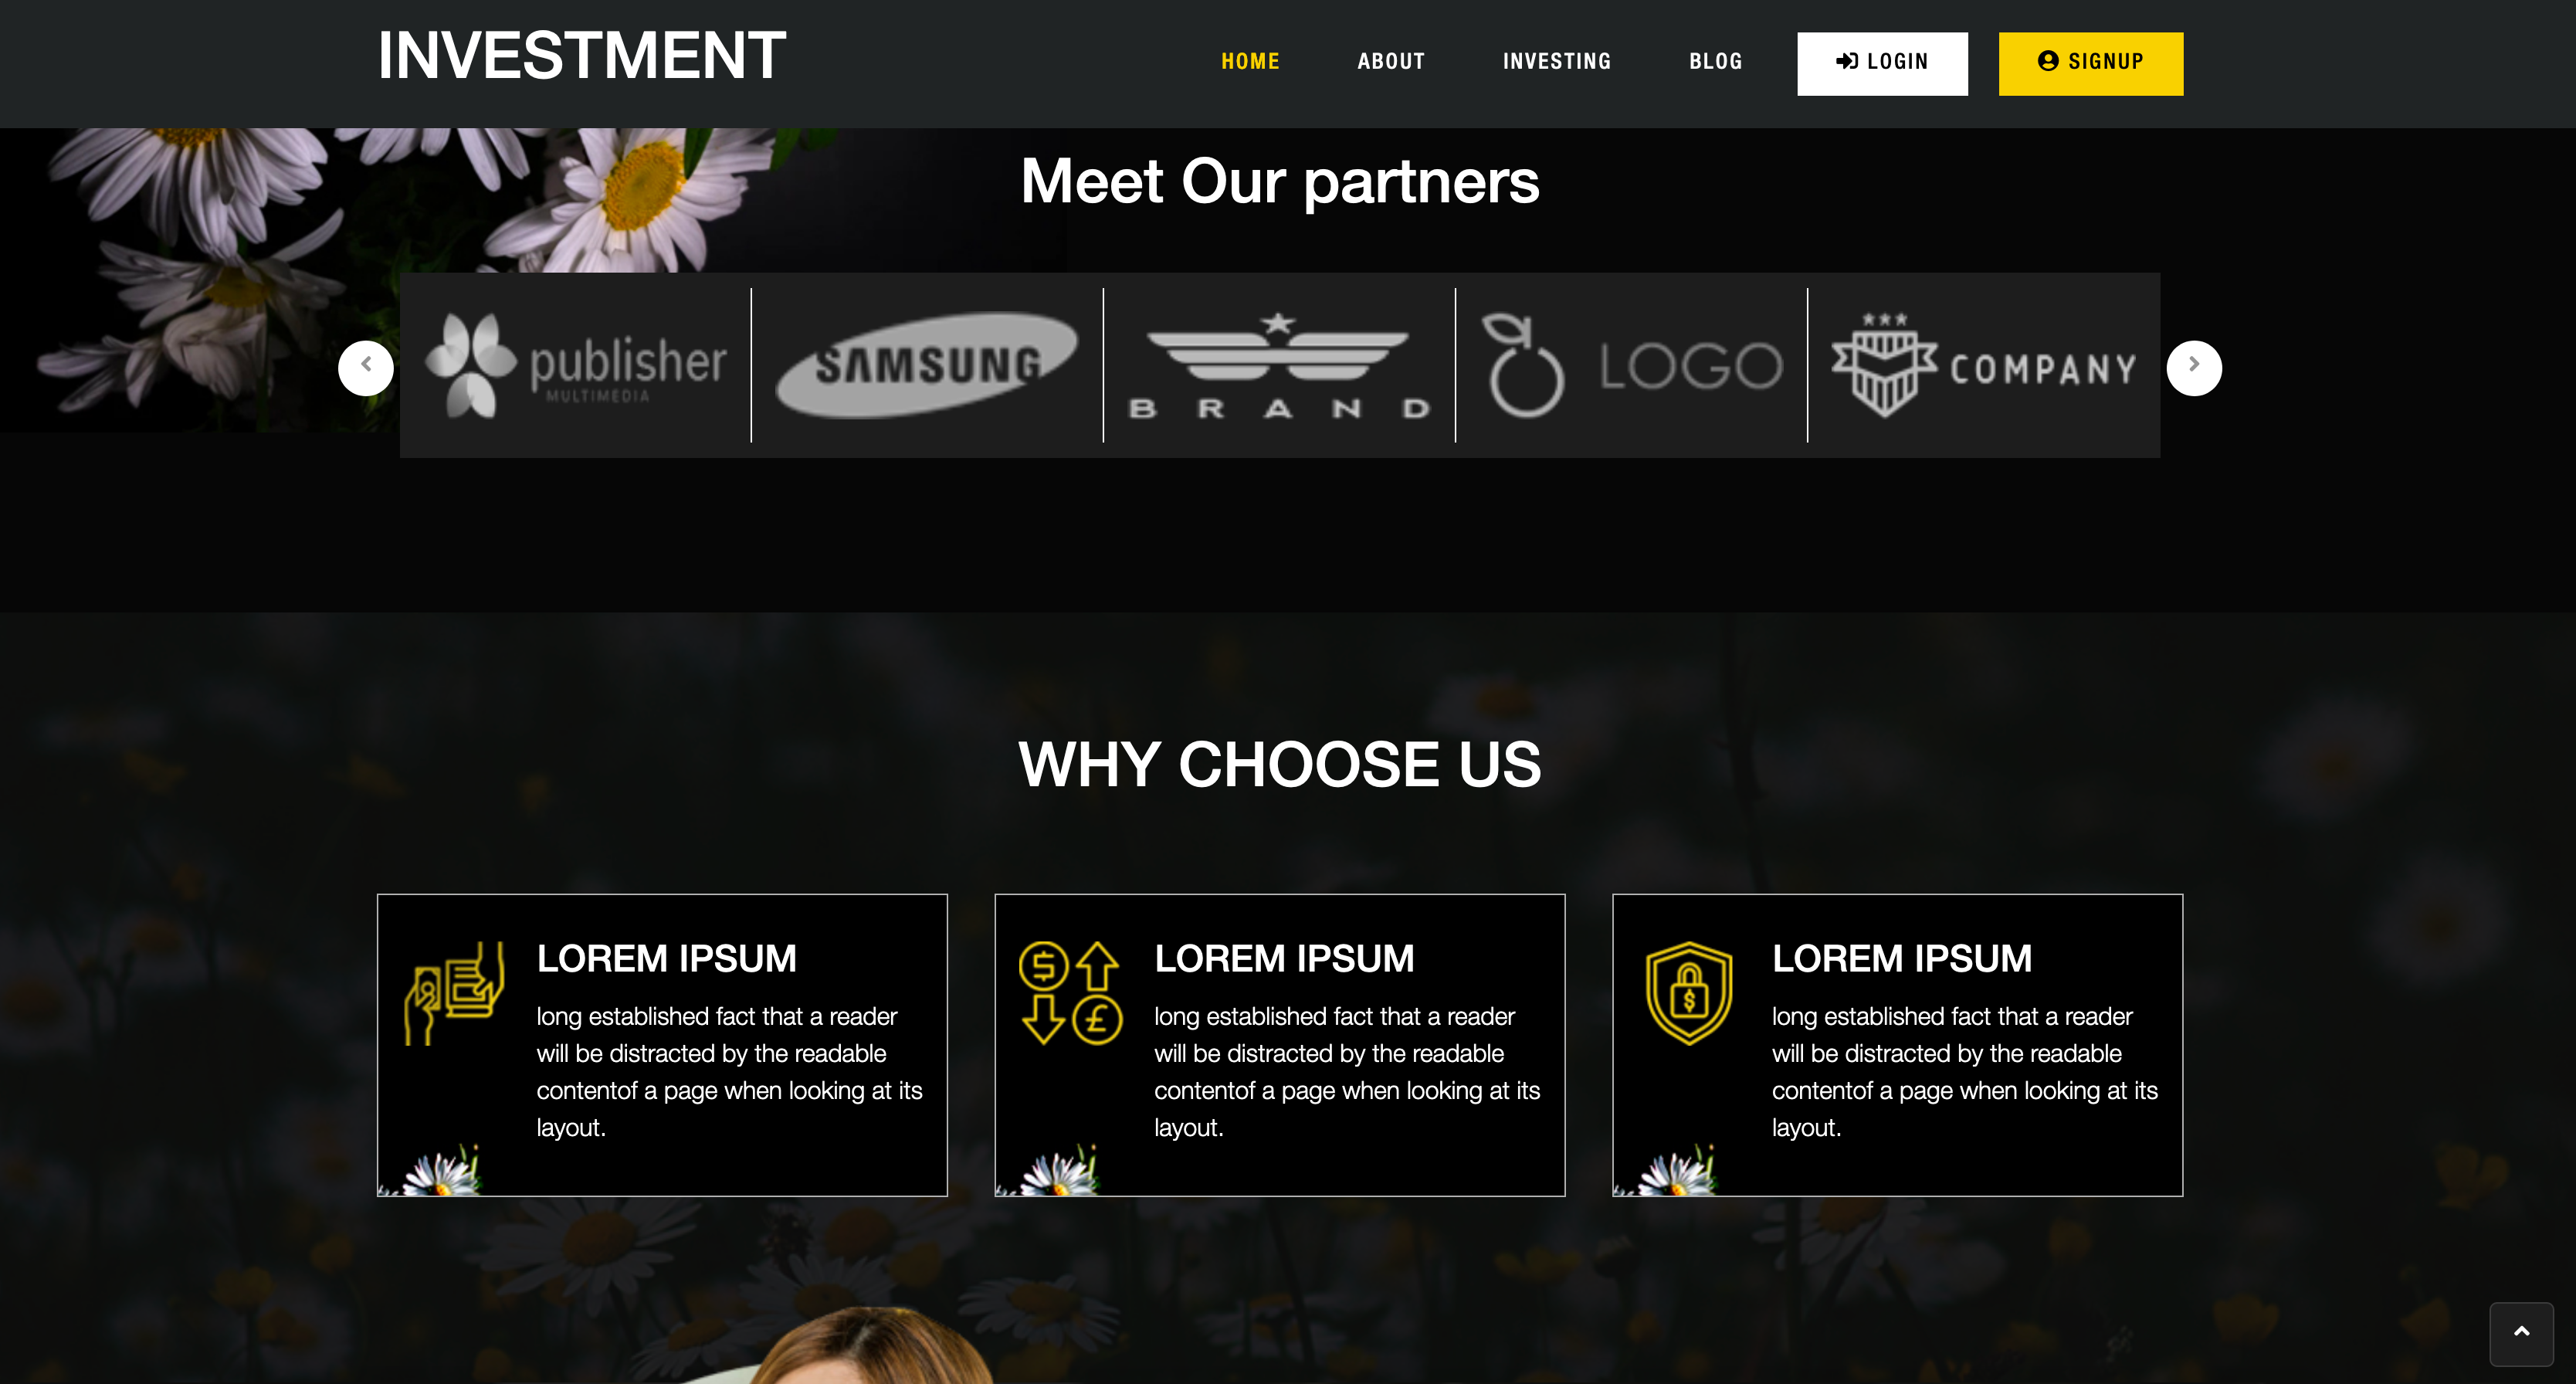 INVESTMENT
HOME ABOUT INVESTING BLOG LOGIN SIGNUP
Meet Our partners
publisher
MULTIMEDIA
SAMSUNG
BRAND
LOGO
COMPANY
WHY CHOOSE US
LOREM IPSUM
long established fact that a reader
will be distracted by the readable
contentof a page when looking at its
layout.
LOREM IPSUM
long established fact that a reader
will be distracted by the readable
contentof a page when looking at its
layout.
LOREM IPSUM
long established fact that a reader
will be distracted by the readable
contentof a page when looking at its
layout.